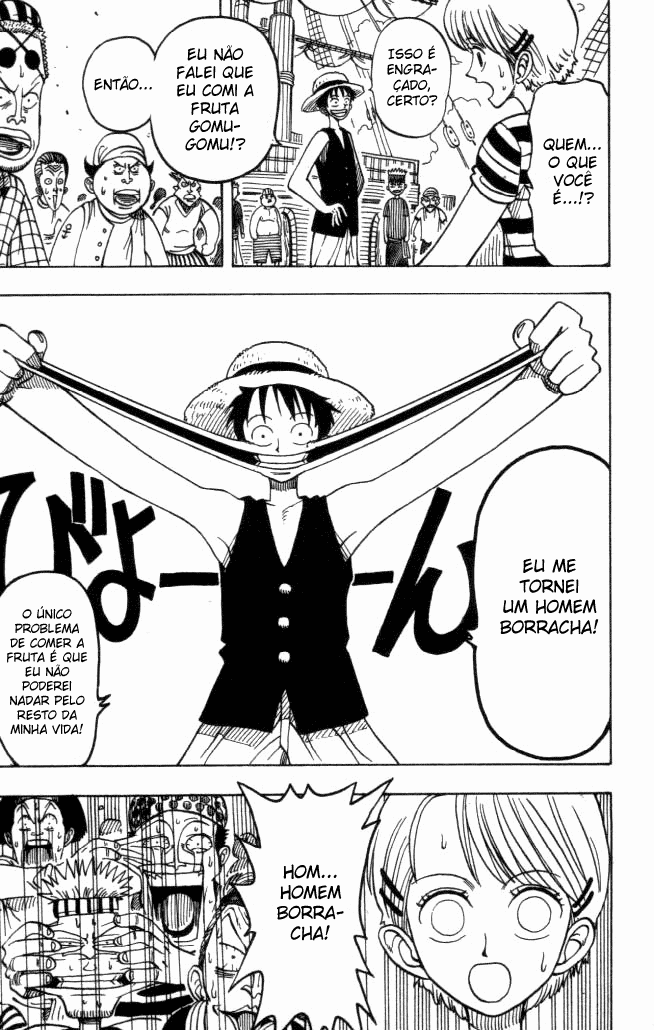 QUEM...
O QUE
VOCÊ
É...!?
ISSO É
ENGRA-
ÇADO,
CERTO?
EU NÃO
FALEI QUE
EU COMI A
FRUTA
GOMU-
GOMU!?
ENTÃO...
EU ME
TORNEI
UM HOMEM
BORRACHA!
びよーーん
O ÚNICO
PROBLEMA
DE COMER A
FRUTA É QUE
EU NÃO
PODEREI
NADAR PELO
RESTO DA
MINHA VIDA!
HOM...
HOMEM
BORRA-
CHA!